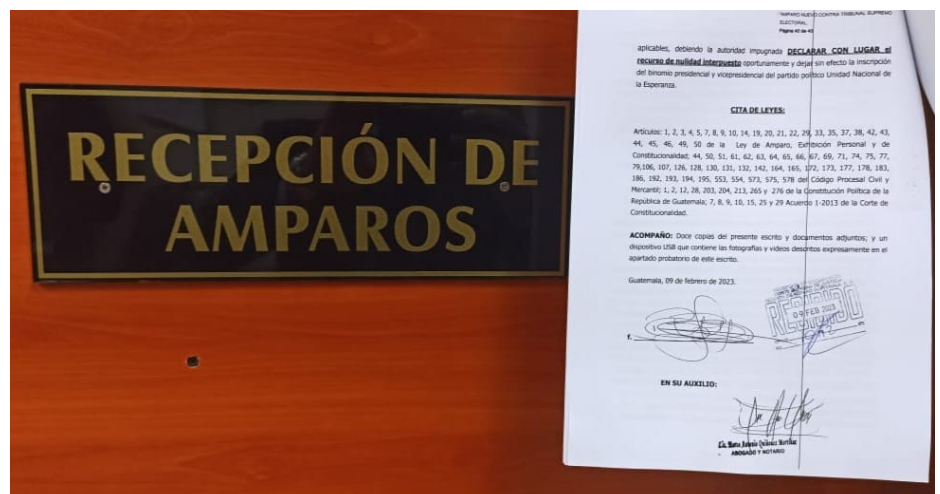 RECEPCIÓN DE
AMPAROS
AMPARO NUEVO CONTRA TRIBUNAL SUPREMO
ELECTORAL.
Página 42 de 43
aplicables, debiendo la autoridad impugnada DECLARAR CON LUGAR el
recurso de nulidad interpuesto oportunamente y dejar sin efecto la inscripción
del binomio presidencial y vicepresidencial del partido político Unidad Nacional de
la Esperanza.
CITA DE LEYES:
Artículos: 1, 2, 3, 4, 5, 7, 8, 9, 10, 14, 19, 20, 21, 22, 29, 33, 35, 37, 38, 42, 43,
44, 45, 46, 49, 50 de la Ley de Amparo, Exhibición Personal y de
Constitucionalidad; 44, 50, 51, 61, 62, 63, 64, 65, 66, 67, 69, 71, 74, 75, 77,
79,106, 107, 126, 128, 130, 131, 132, 142, 164, 165, 172, 173, 177, 178, 183,
186, 192, 193, 194, 195, 553, 554, 573, 575, 578 del Código Procesal Civil y
Mercantil; 1, 2, 12, 28, 203, 204, 213, 265 y 276 de la Constitución Política de la
República de Guatemala; 7, 8, 9, 10, 15, 25 y 29 Acuerdo 1-2013 de la Corte de
Constitucionalidad.
ACOMPAÑO: Doce copias del presente escrito y documentos adjuntos; y un
dispositivo USB que contiene las fotografías y videos descritos expresamente en el
apartado probatorio de este escrito.
Guatemala, 09 de febrero de 2023.
RECIBIDO
09 FEB 2023
f.
EN SU AUXILIO:
Lic. Marco Antonio
ABOGADO Y NOTARIO